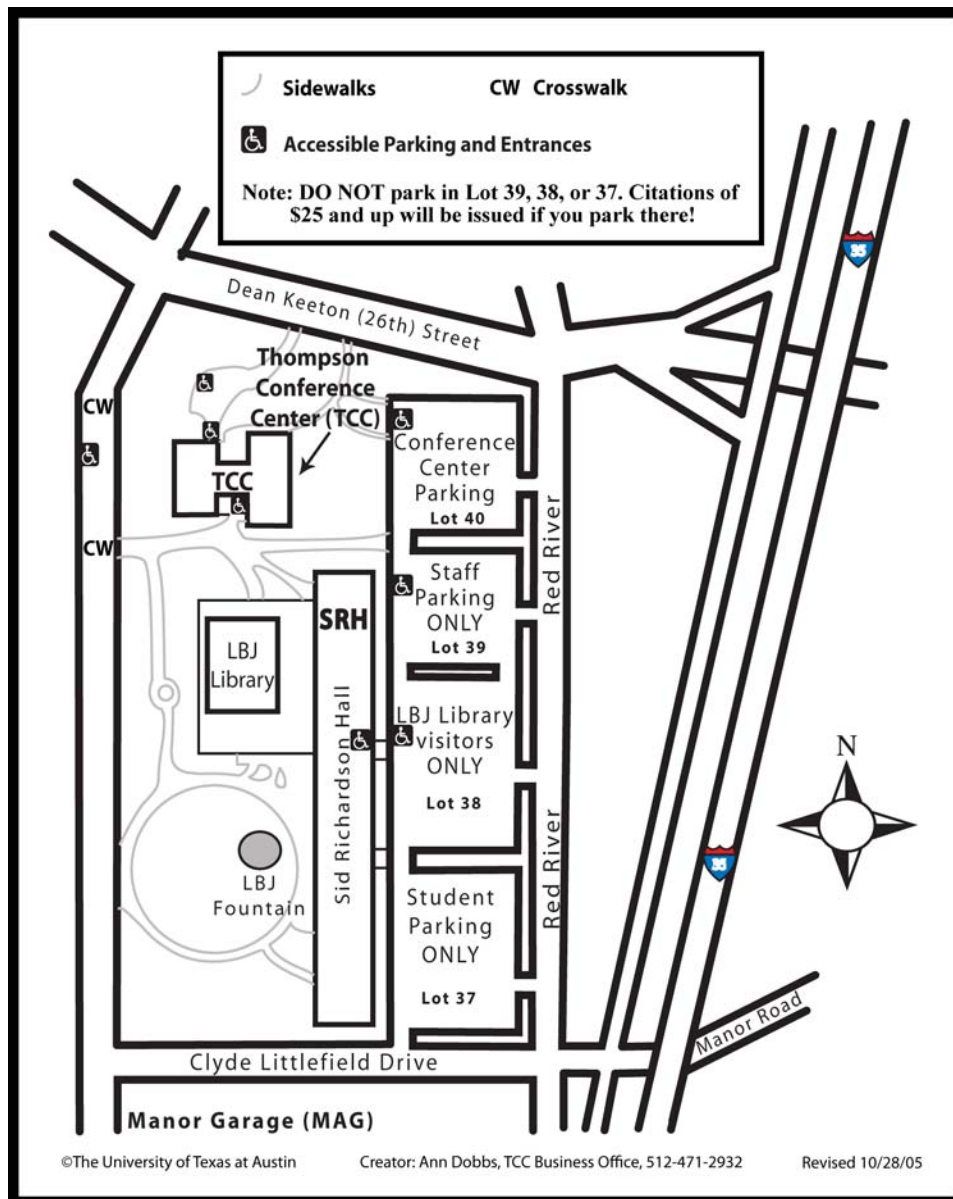 Sidewalks
CW Crosswalk
Accessible Parking and Entrances
Note: DO NOT park in Lot 39, 38, or 37. Citations of
$25 and up will be issued if you park there!
35
Dean Keeton (26th) Street
Thompson
Conference
Center (TCC)
CW
TCC
CW
Conference
Center
Parking
Lot 40
Red River
Staff
Parking
ONLY
Lot 39
SRH
LBJ
Library
Sid Richardson Hall
LBJ Library
visitors
ONLY
Lot 38
N
35
LBJ
Fountain
Student
Parking
ONLY
Lot 37
Red River
Manor Road
Clyde Littlefield Drive
Manor Garage (MAG)
©The University of Texas at Austin
Creator: Ann Dobbs, TCC Business Office, 512-471-2932
Revised 10/28/05